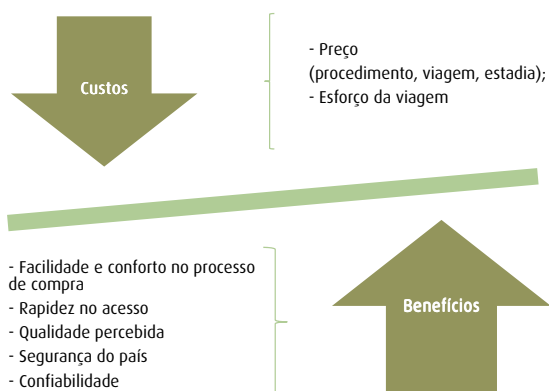 Custos
- Preço
(procedimento, viagem, estadia);
- Esforço da viagem
- Facilidade e conforto no processo
de compra
- Rapidez no acesso
- Qualidade percebida
- Segurança do país
- Confiabilidade
Benefícios